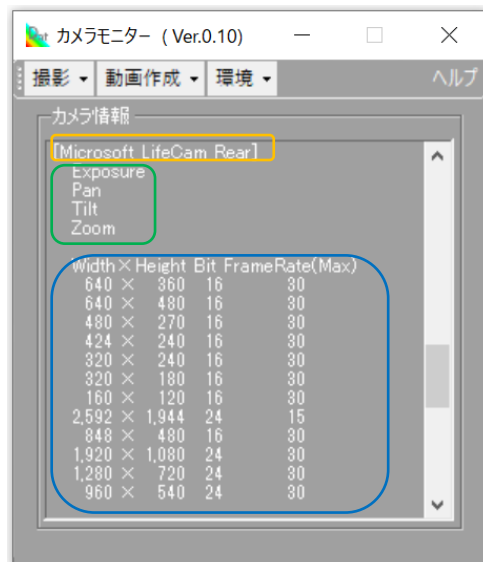 カメラモニター ( Ver.0.10)
撮影 動画作成 環境 ヘルプ
カメラ情報
[Microsoft LifeCam Rear]
Exposure
Pan
Tilt
Zoom
Width×Height Bit FrameRate(Max)
640 × 360 16 30
640 × 480 16 30
480 × 270 16 30
424 × 240 16 30
320 × 240 16 30
320 × 180 16 30
160 × 120 16 30
2,592 × 1,944 24 15
848 × 480 16 30
1,920 × 1,080 24 30
1,280 × 720 24 30
960 × 540 24 30